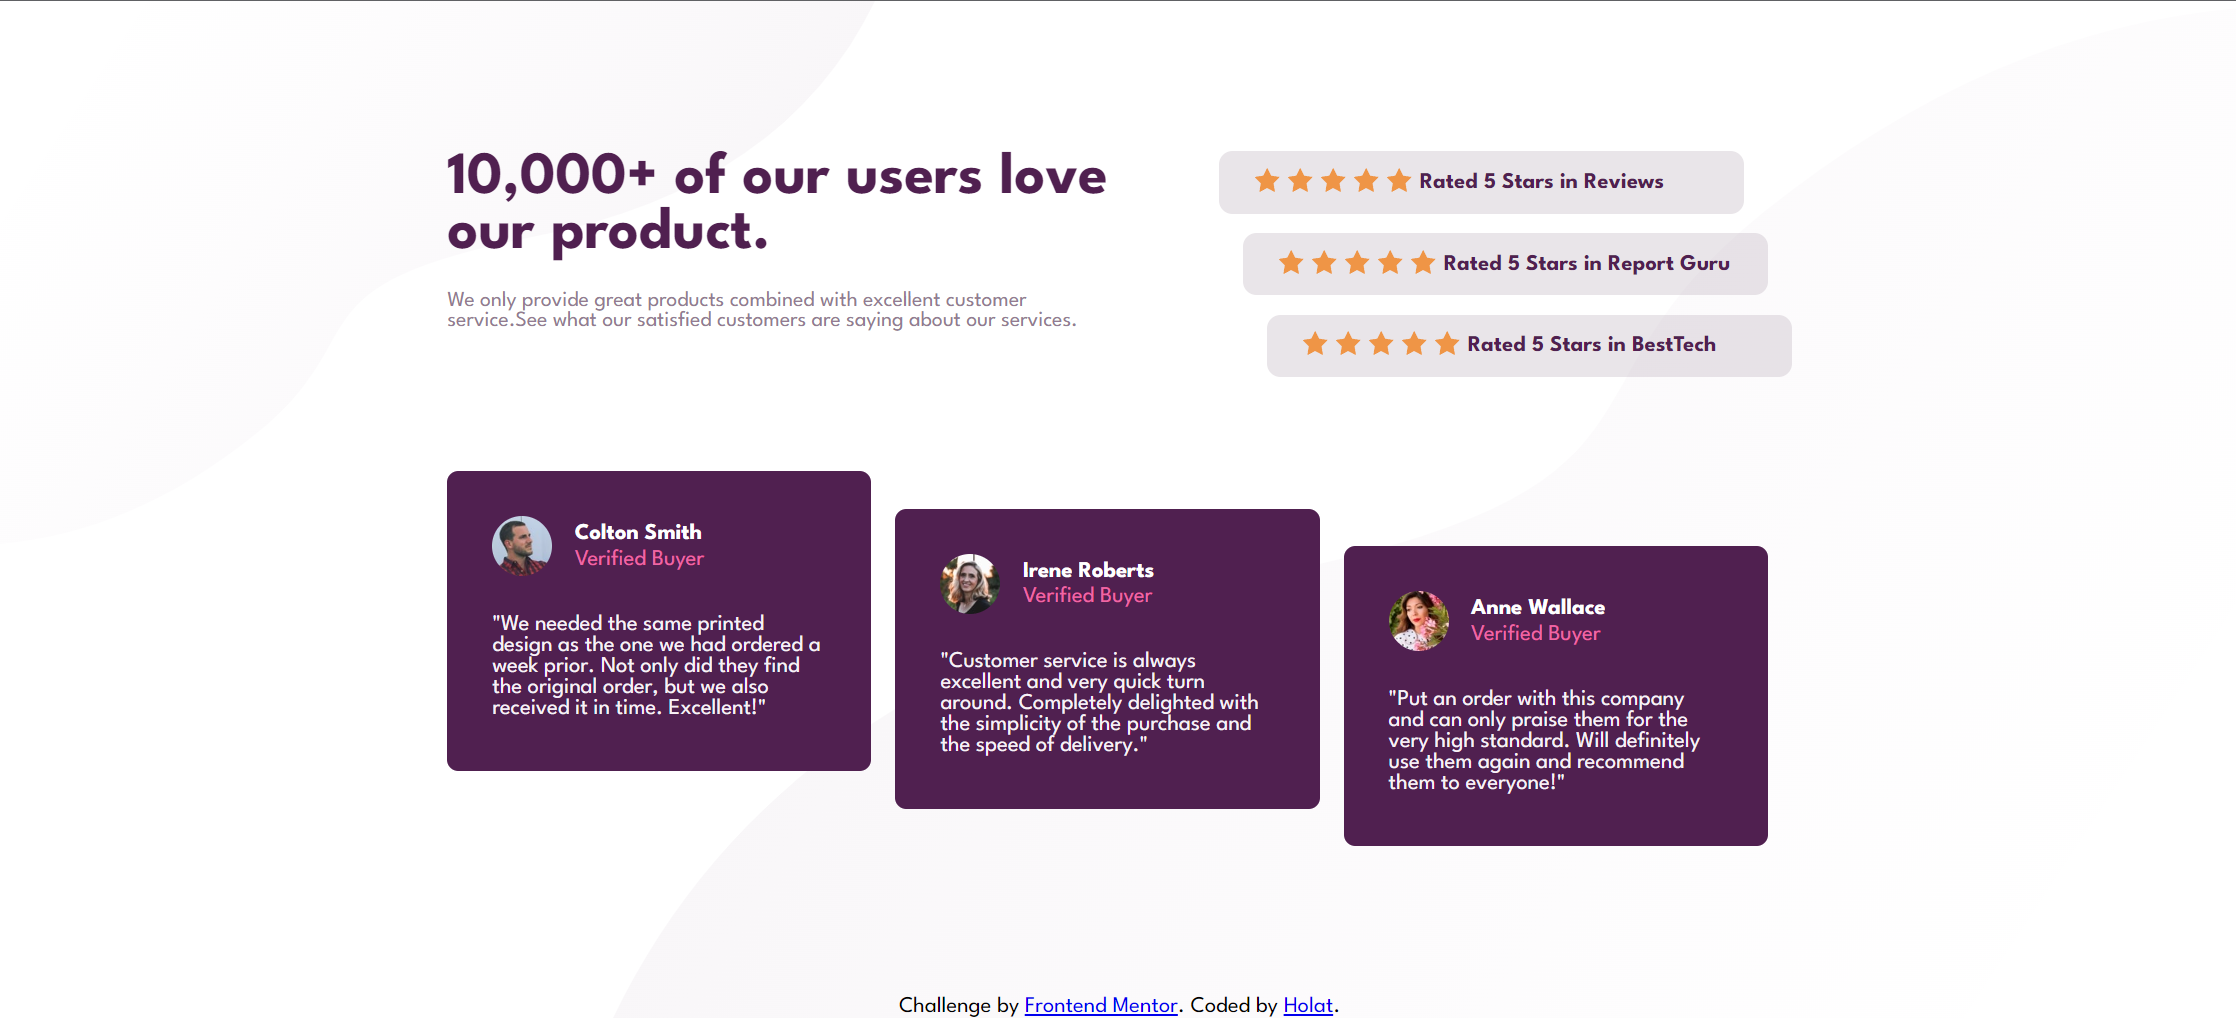 10,000+ of our users love
our product.
We only provide great products combined with excellent customer
service.See what our satisfied customers are saying about our services.
Rated 5 Stars in Reviews
Rated 5 Stars in Report Guru
Rated 5 Stars in BestTech
Colton Smith
Verified Buyer
"We needed the same printed
design as the one we had ordered a
week prior. Not only did they find
the original order, but we also
received it in time. Excellent!"
Irene Roberts
Verified Buyer
"Customer service is always
excellent and very quick turn
around. Completely delighted with
the simplicity of the purchase and
the speed of delivery."
Anne Wallace
Verified Buyer
"Put an order with this company
and can only praise them for the
very high standard. Will definitely
use them again and recommend
them to everyone!"
Challenge by Frontend Mentor. Coded by Holat.